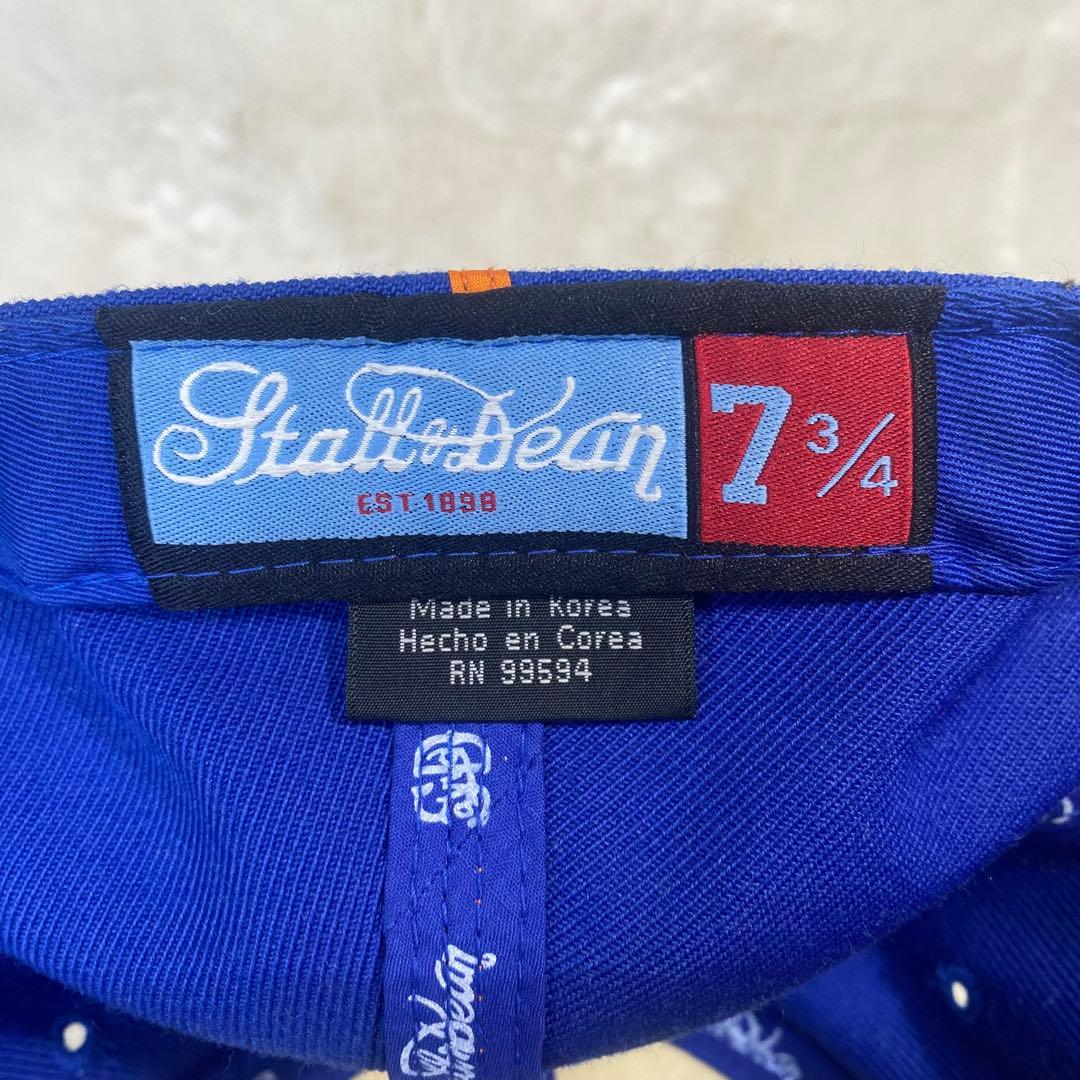 Stall & Dean
EST 1898
7 3/4
Made in Korea
Hecho en Corea
RN 99594